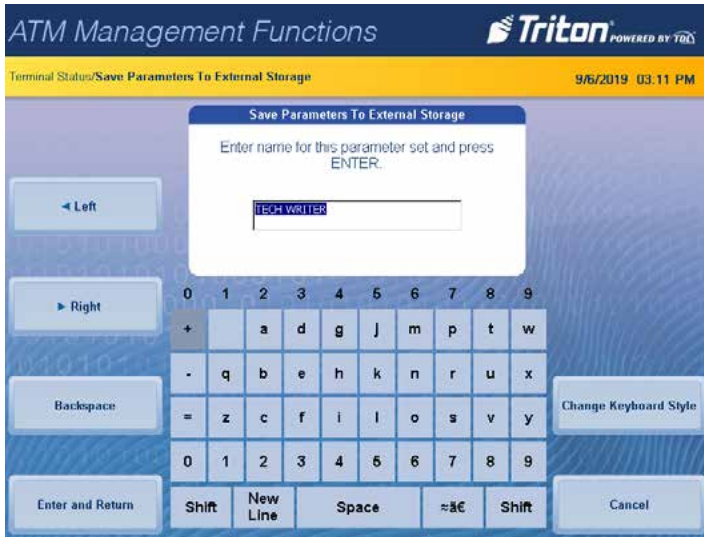 ATM Management Functions
Triton POWERED BY TDL
Terminal Status/Save Parameters To External Storage
9/6/2019 03:11 PM
Save Parameters To External Storage
Enter name for this parameter set and press
ENTER.
TECH WRITER
◄ Left
► Right
Backspace
Enter and Return
0 1 2 3 4 5 6 7 8 9
+ a d g j m p t w
- q b e h k n r u x
= z c f i l o s v y
0 1 2 3 4 5 6 7 8 9
Shift
New
Line
Space
≈ä€
Shift
Change Keyboard Style
Cancel